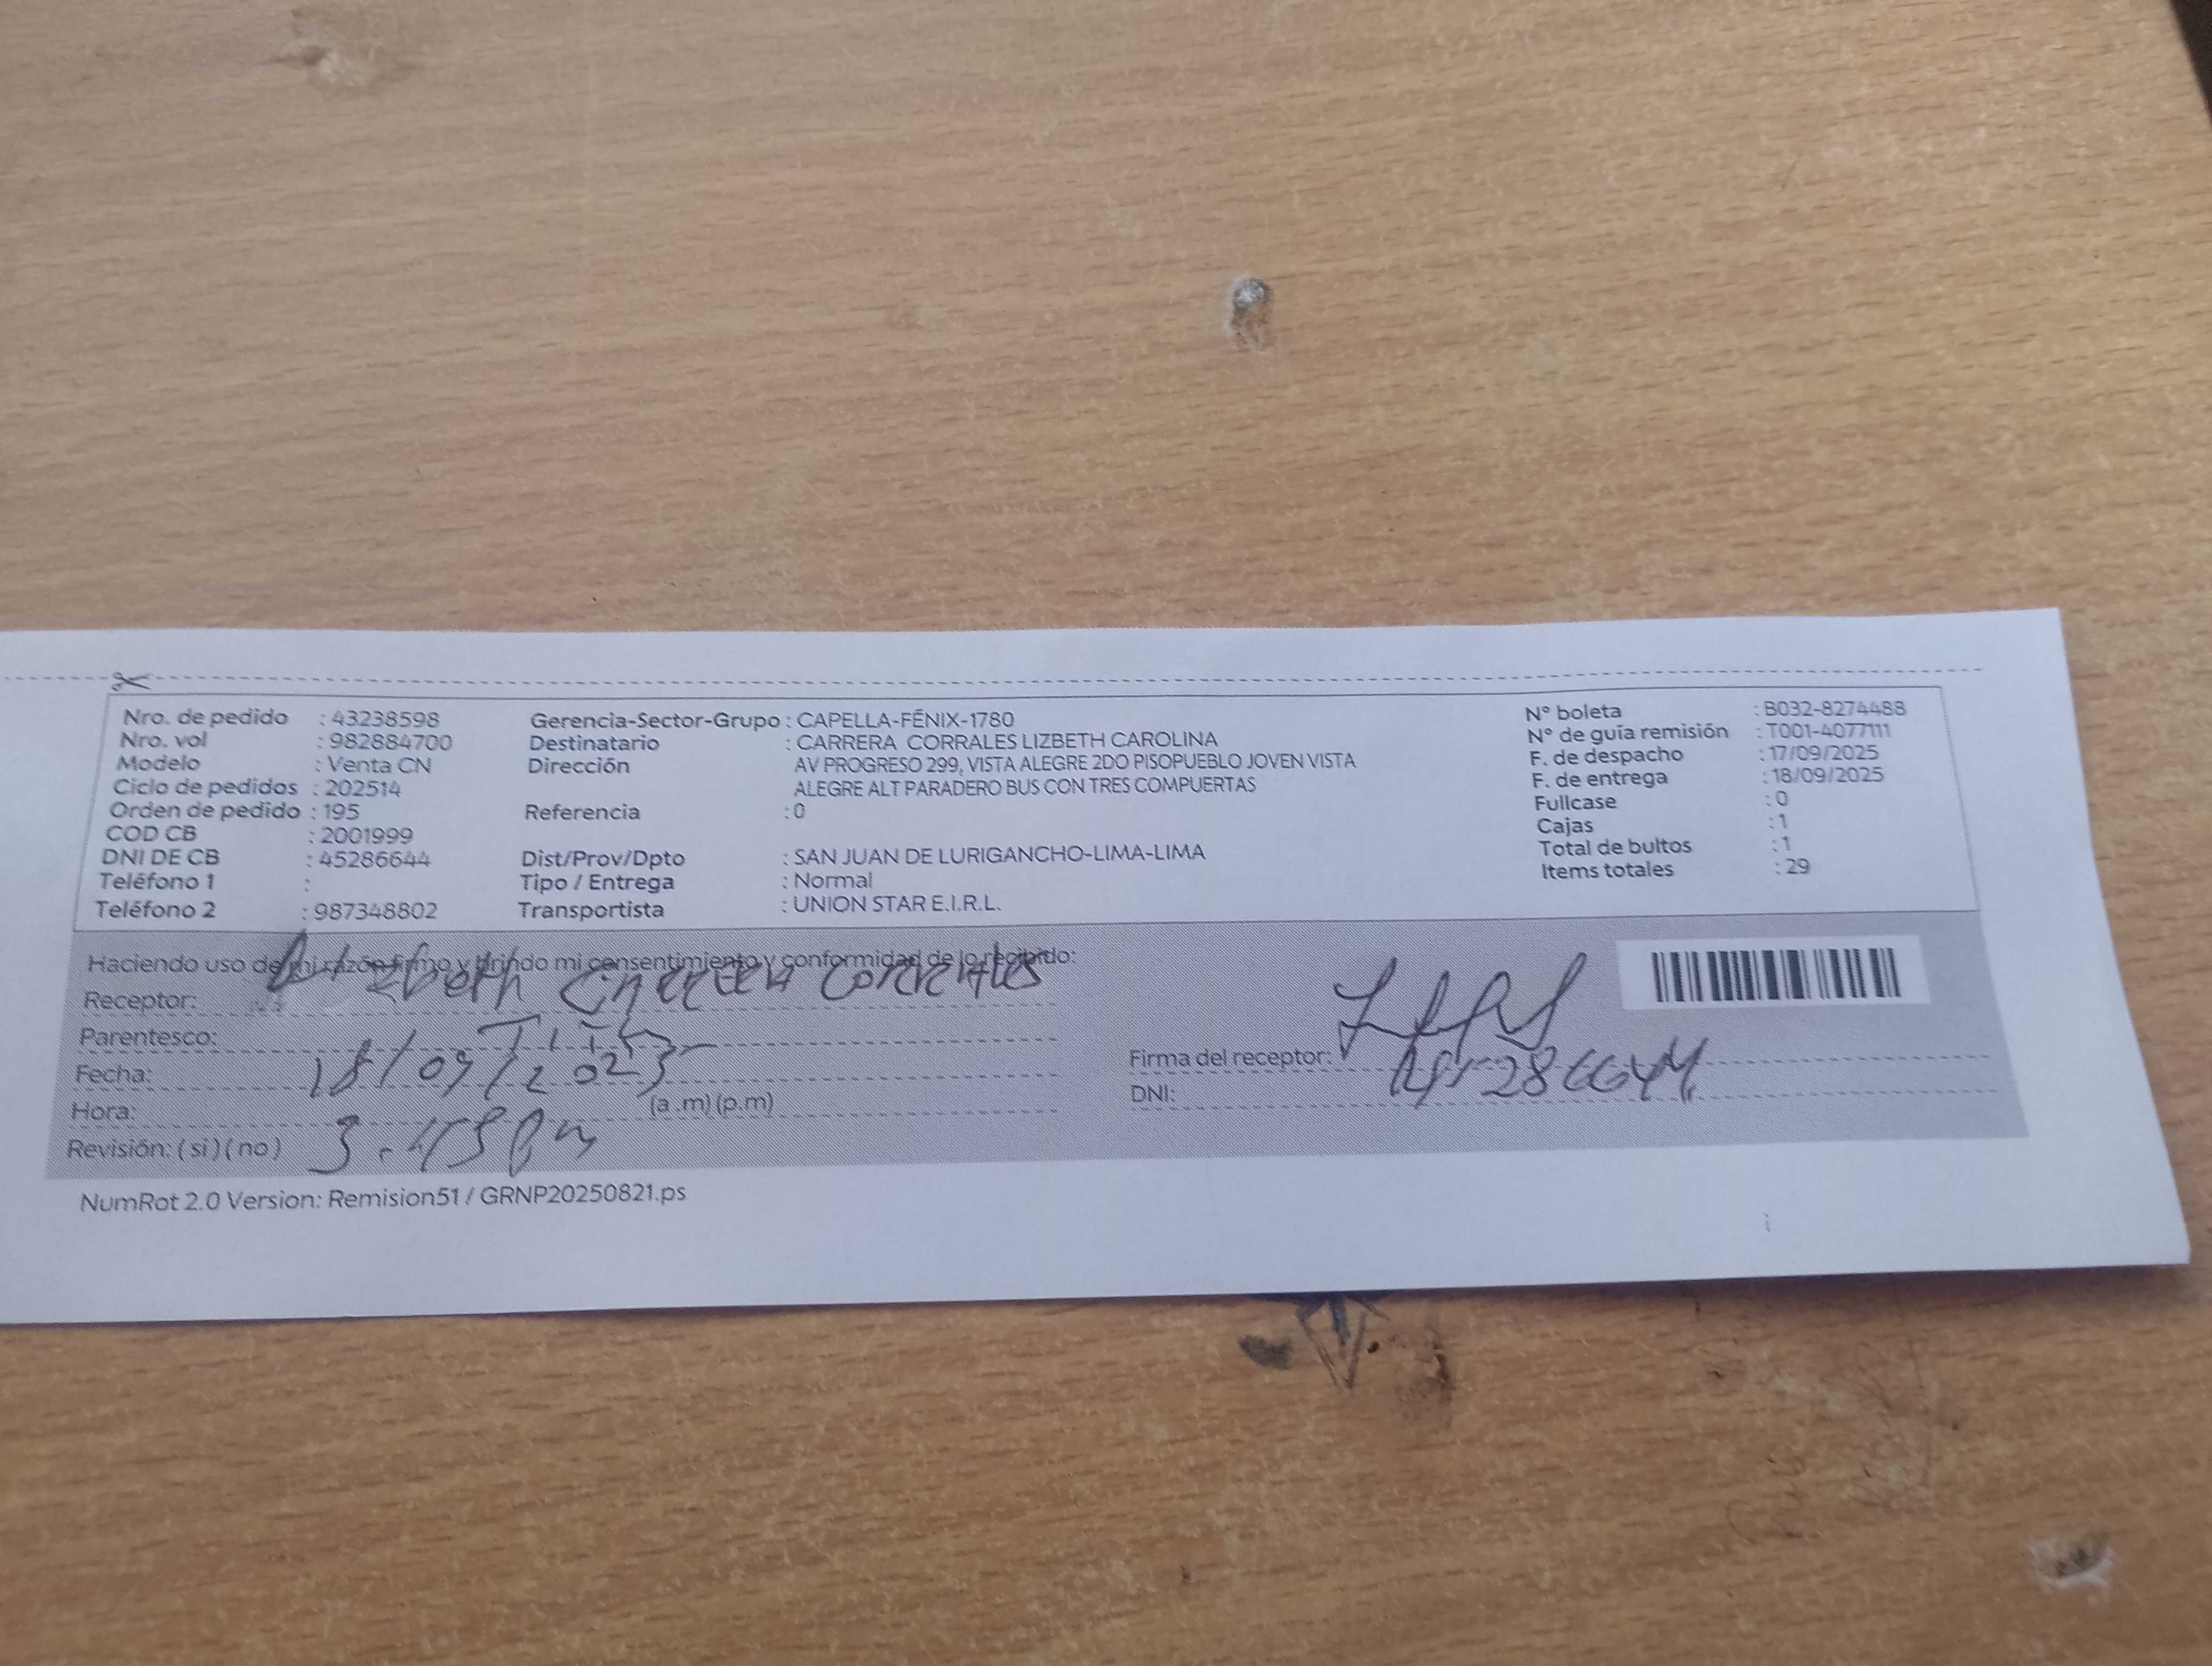 Nro. de pedido : 43238598 Gerencia-Sector-Grupo : CAPELLA-FÉNIX-1780 N° boleta : B032-8274488
Nro. vol : 982884700 Destinatario : CARRERA CORRALES LIZBETH CAROLINA N° de guía remisión : T001-4077111
Modelo : Venta CN Dirección AV PROGRESO 299, VISTA ALEGRE 2DO PISOPUEBLO JOVEN VISTA F. de despacho : 17/09/2025
Ciclo de pedidos : 202514 ALEGRE ALT PARADERO BUS CON TRES COMPUERTAS F. de entrega : 18/09/2025
Orden de pedido : 195 Referencia : 0 Fullcase : 0
COD CB : 2001999 Cajas : 1
DNI DE CB : 45286644 Dist/Prov/Dpto : SAN JUAN DE LURIGANCHO-LIMA-LIMA Total de bultos : 1
Teléfono 1 : Tipo / Entrega : Normal Items totales : 29
Teléfono 2 : 987348802 Transportista : UNION STAR E.I.R.L.
Haciendo uso de mi razón firmo y brindo mi consentimiento y conformidad de lo recibido:
Receptor: Lizbeth Carrera Corrales
Parentesco:
Fecha: 18/09/2025 Firma del receptor:
Hora: (a .m) (p.m) DNI: 45286644
Revisión: ( si ) ( no ) 3.45 pm
NumRot 2.0 Version: Remision51 / GRNP20250821.ps